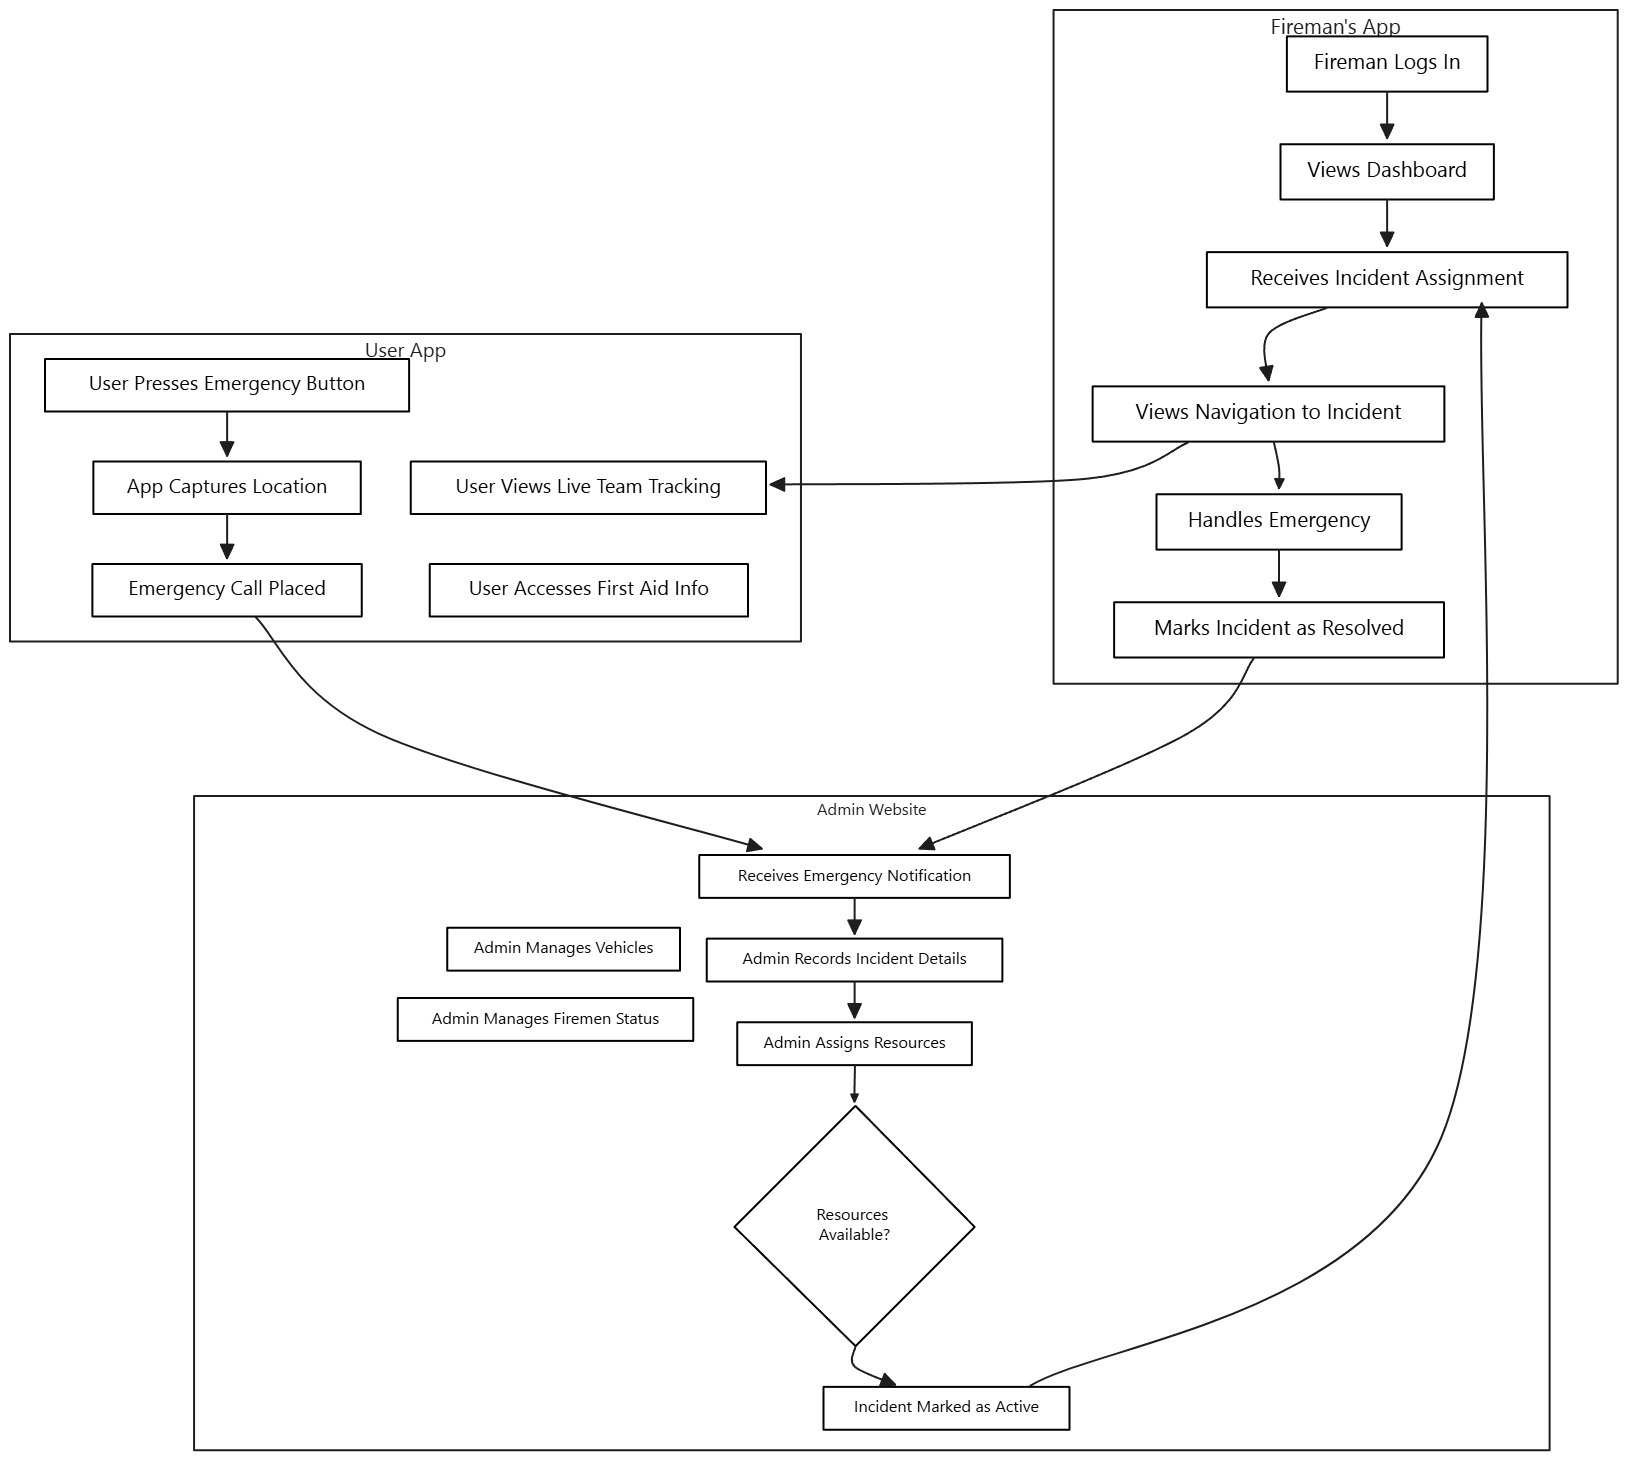 Fireman's App
Fireman Logs In
Views Dashboard
Receives Incident Assignment
Views Navigation to Incident
Handles Emergency
Marks Incident as Resolved
User App
User Presses Emergency Button
App Captures Location
User Views Live Team Tracking
Emergency Call Placed
User Accesses First Aid Info
Admin Website
Receives Emergency Notification
Admin Manages Vehicles
Admin Records Incident Details
Admin Manages Firemen Status
Admin Assigns Resources
Resources
Available?
Incident Marked as Active